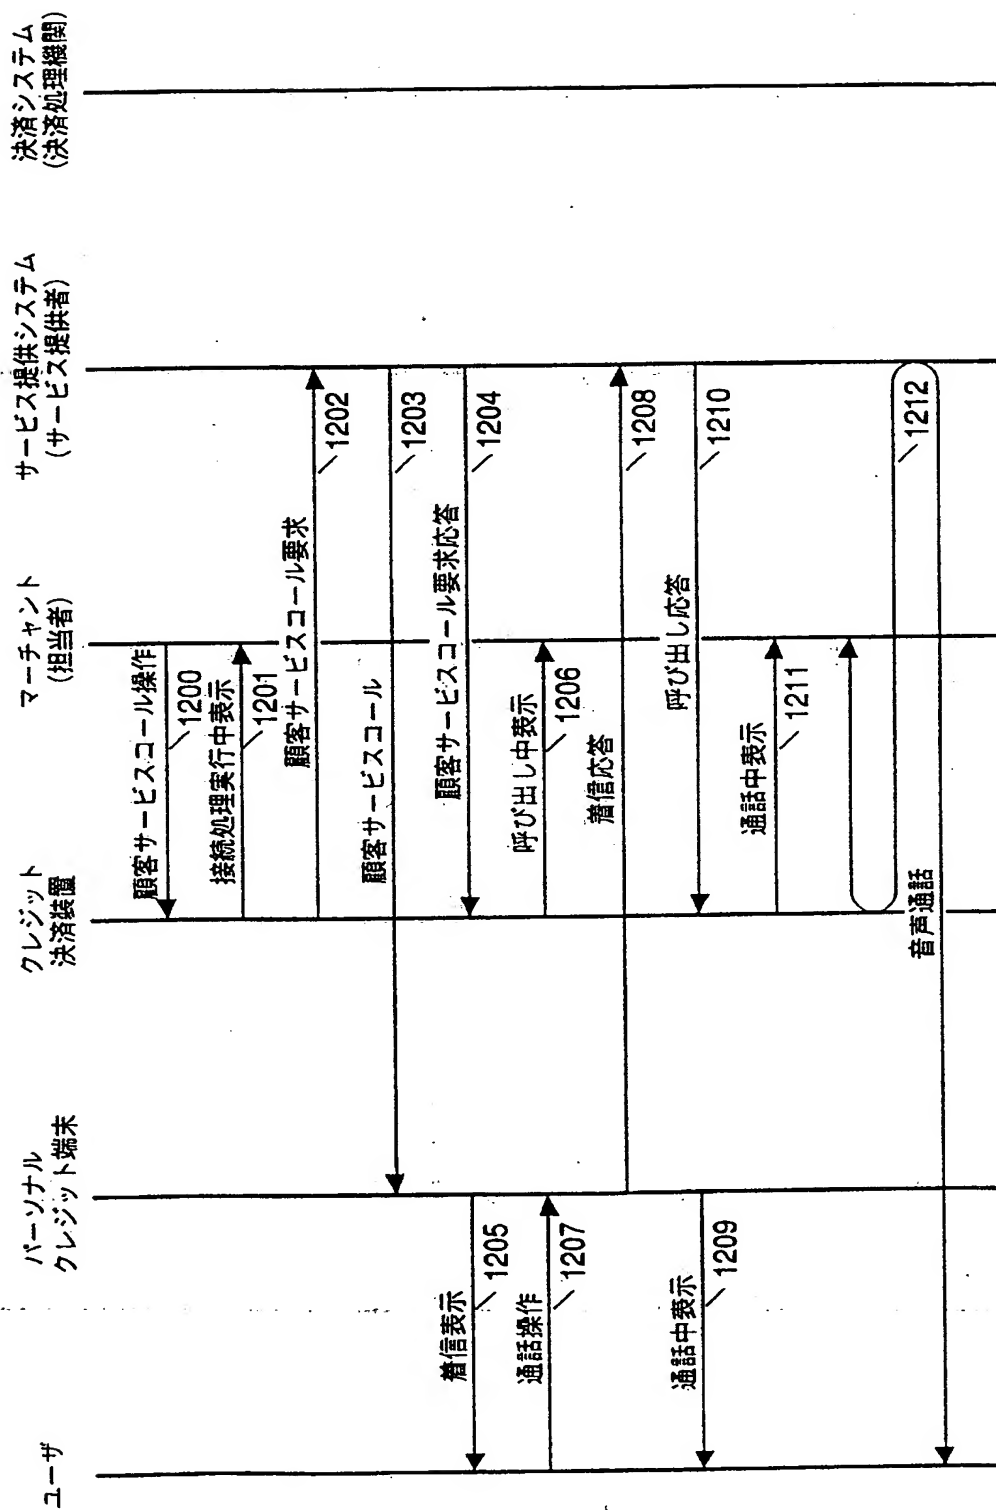 ユーザ
パーソナル
クレジット端末
クレジット
決済装置
マーチャント
(担当者)
サービス提供システム
(サービス提供者)
決済システム
(決済処理機関)
顧客サービスコール操作
1200
接続処理実行中表示
1201
顧客サービスコール要求
1202
顧客サービスコール
1203
顧客サービスコール要求応答
1204
着信表示
1205
呼び出し中表示
1206
通話操作
1207
着信応答
1208
通話中表示
1209
呼び出し応答
1210
通話中表示
1211
音声通話
1212